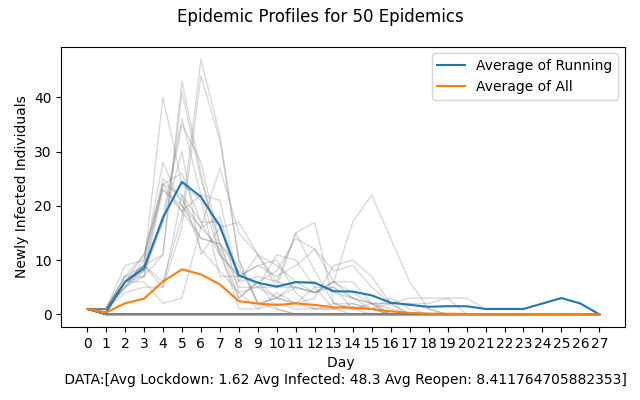 Epidemic Profiles for 50 Epidemics
Average of Running
Average of All
Newly Infected Individuals
40
30
20
10
0
0 1 2 3 4 5 6 7 8 9 10 11 12 13 14 15 16 17 18 19 20 21 22 23 24 25 26 27
Day
DATA:[Avg Lockdown: 1.62 Avg Infected: 48.3 Avg Reopen: 8.411764705882353]